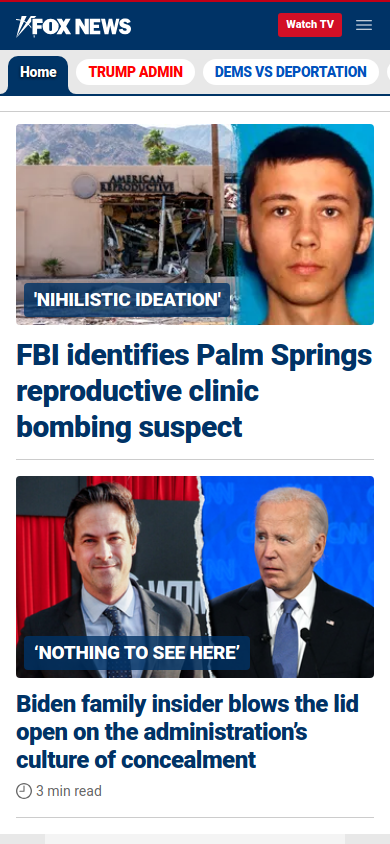 FOX NEWS
Watch TV
Home
TRUMP ADMIN
DEMS VS DEPORTATION
AMERICAN
REPRODUCTIVE
'NIHILISTIC IDEATION'
FBI identifies Palm Springs
reproductive clinic
bombing suspect
CNN
‘NOTHING TO SEE HERE’
Biden family insider blows the lid
open on the administration’s
culture of concealment
3 min read